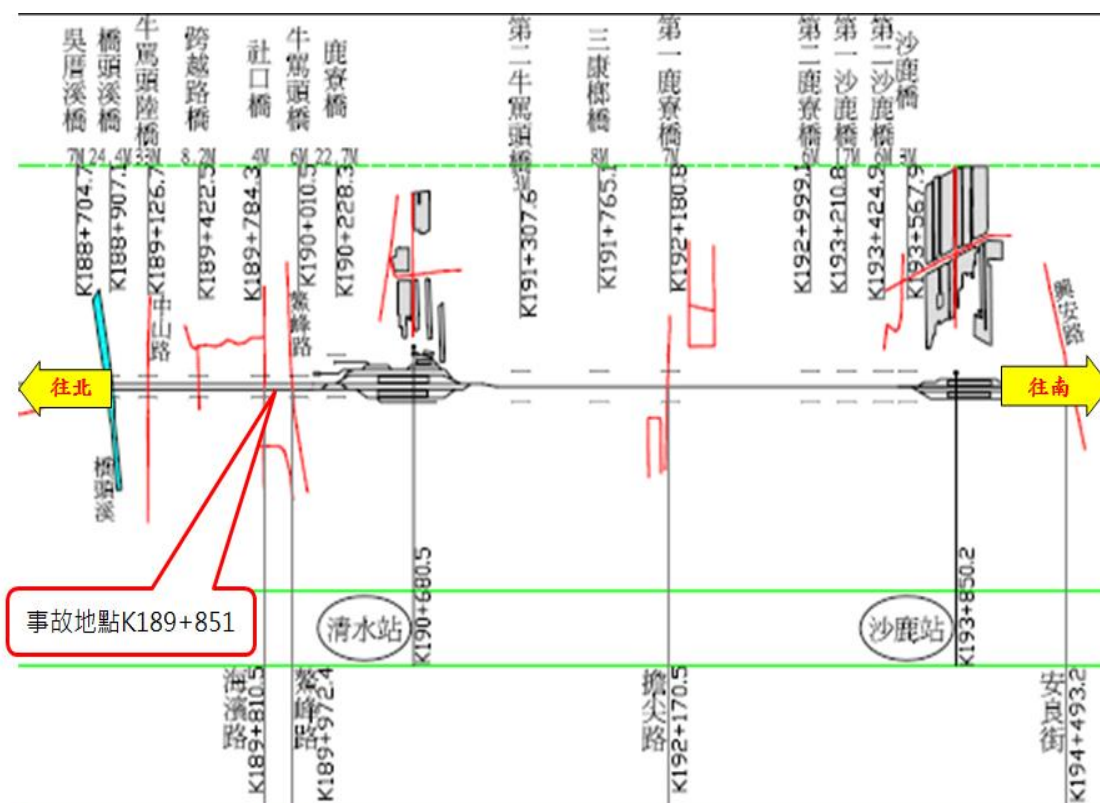 吳厝溪橋
橋頭溪橋
牛罵頭陸橋
跨越路橋
社口橋
牛罵頭橋
鹿寮橋
第二牛罵頭橋
三康榔橋
第一鹿寮橋
第二鹿寮橋
第一沙鹿橋
第二沙鹿橋
沙鹿橋
7M
24.4M
33M
8.2M
4M
6M
22.7M
3M
8M
7M
6M
17M
6M
3M
K188+704.7
K188+907.1
K189+126.7
K189+422.5
K189+784.3
K190+010.5
K190+228.3
K191+307.6
K191+765.1
K192+180.8
K192+999.1
K193+210.8
K193+424.9
K193+567.9
中山路
鰲峰路
興安路
往北
往南
橋頭溪
事故地點K189+851
清水站
K190+680.5
沙鹿站
K193+850.2
海濱路
K189+810.5
鰲峰路
K189+972.4
擔尖路
K192+170.5
安良街
K194+493.2